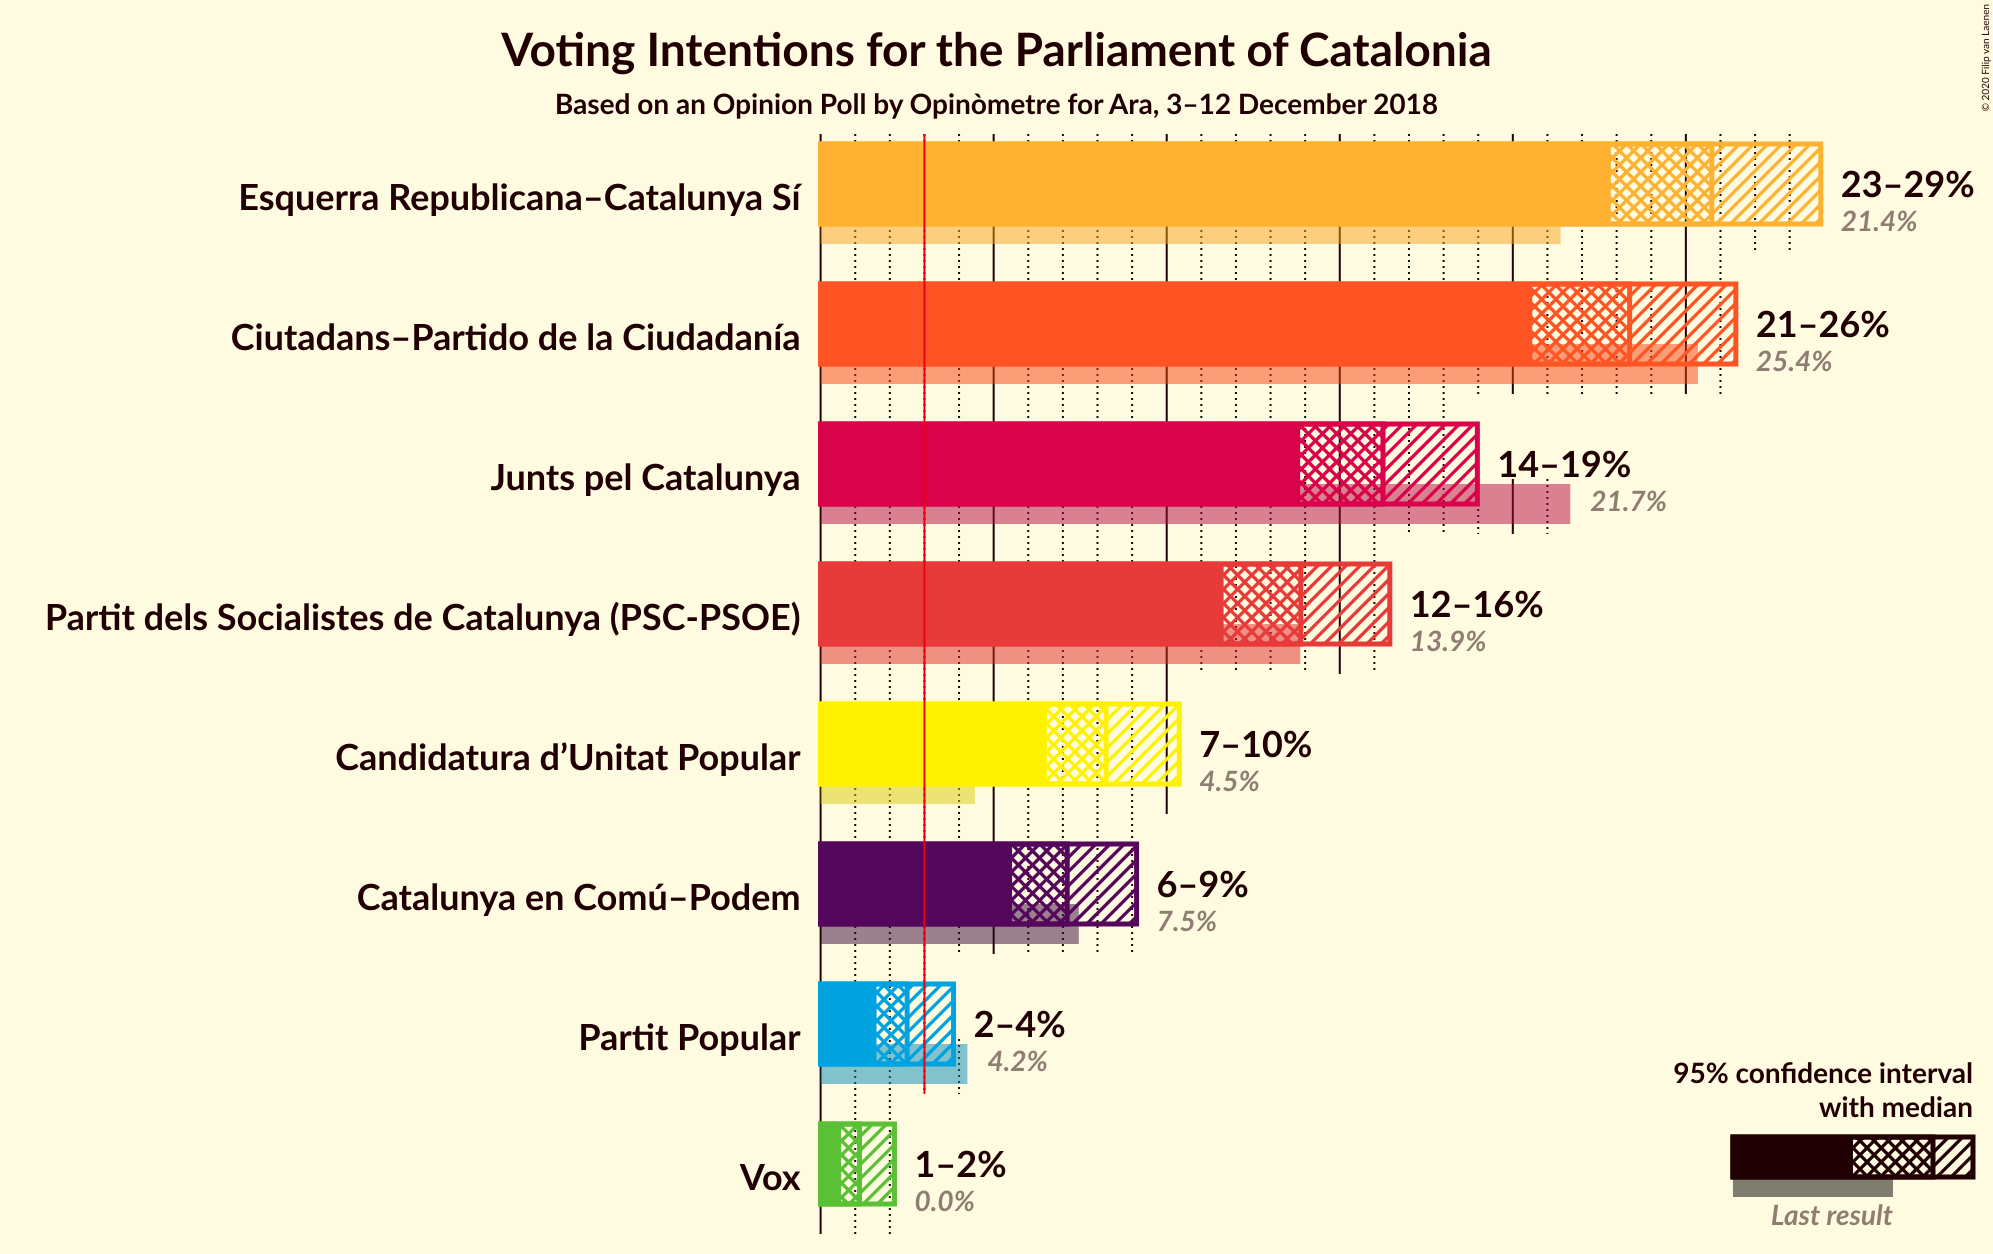 Voting Intentions for the Parliament of Catalonia
Based on an Opinion Poll by Opinòmetre for Ara, 3–12 December 2018
© 2020 Filip van Laenen
Esquerra Republicana–Catalunya Sí
23–29%
21.4%
Ciutadans–Partido de la Ciudadanía
21–26%
25.4%
Junts pel Catalunya
14–19%
21.7%
Partit dels Socialistes de Catalunya (PSC-PSOE)
12–16%
13.9%
Candidatura d’Unitat Popular
7–10%
4.5%
Catalunya en Comú–Podem
6–9%
7.5%
Partit Popular
2–4%
4.2%
Vox
1–2%
0.0%
95% confidence interval
with median
Last result